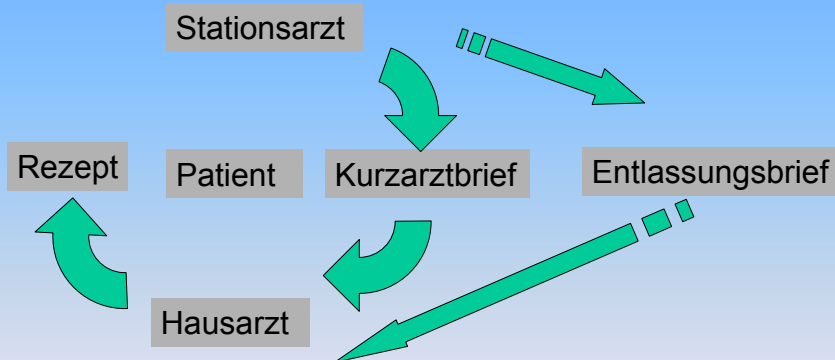 Stationsarzt
Rezept
Patient
Kurzarztbrief
Entlassungsbrief
Hausarzt